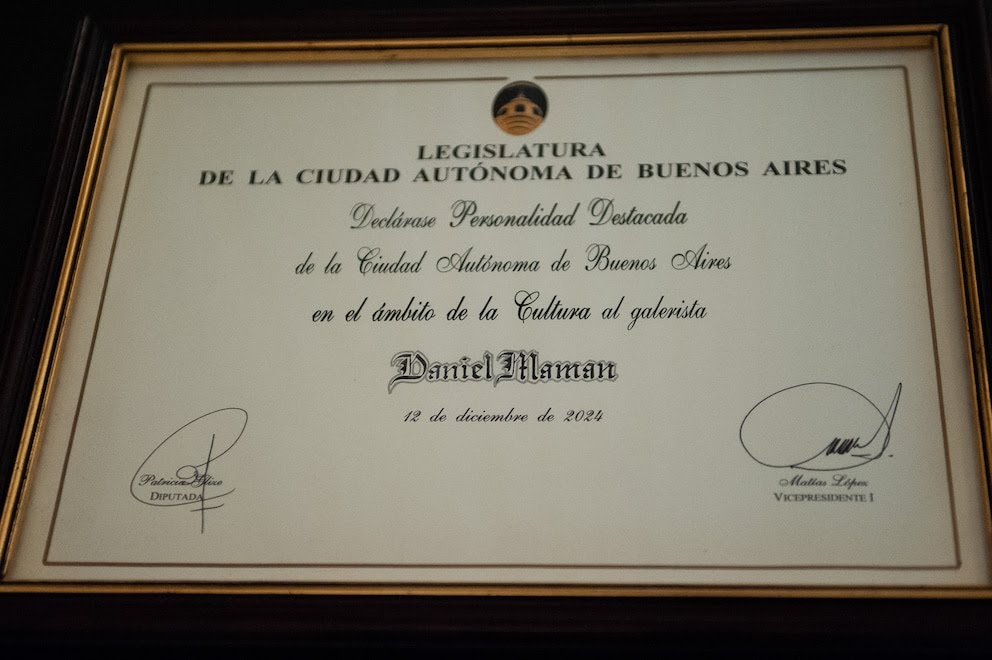 LEGISLATURA
DE LA CIUDAD AUTÓNOMA DE BUENOS AIRES
Declárase Personalidad Destacada
de la Ciudad Autónoma de Buenos Aires
en el ámbito de la Cultura al galerista
Daniel Maman
12 de diciembre de 2024
Patricia
DIPUTADA
Matías López
VICEPRESIDENTE I